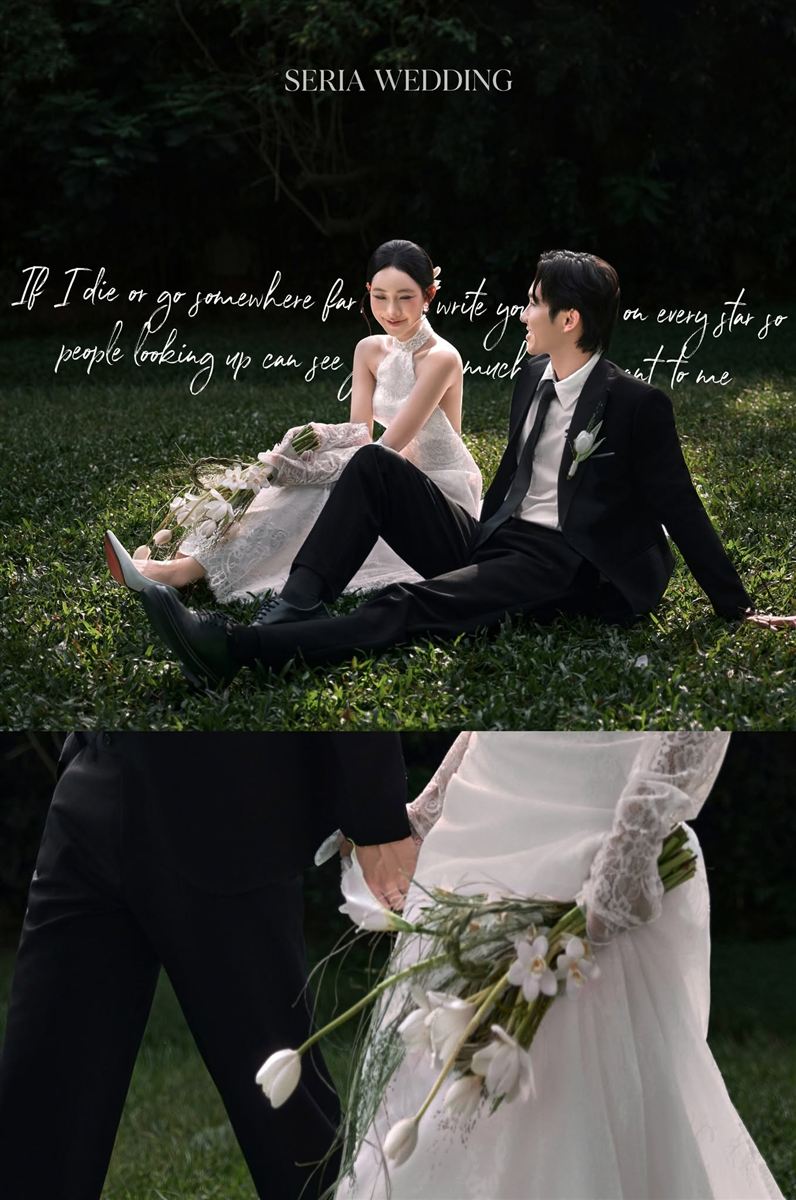 SERIA WEDDING
If I die or go somewhere far write you on every star so
people looking up can see much to me